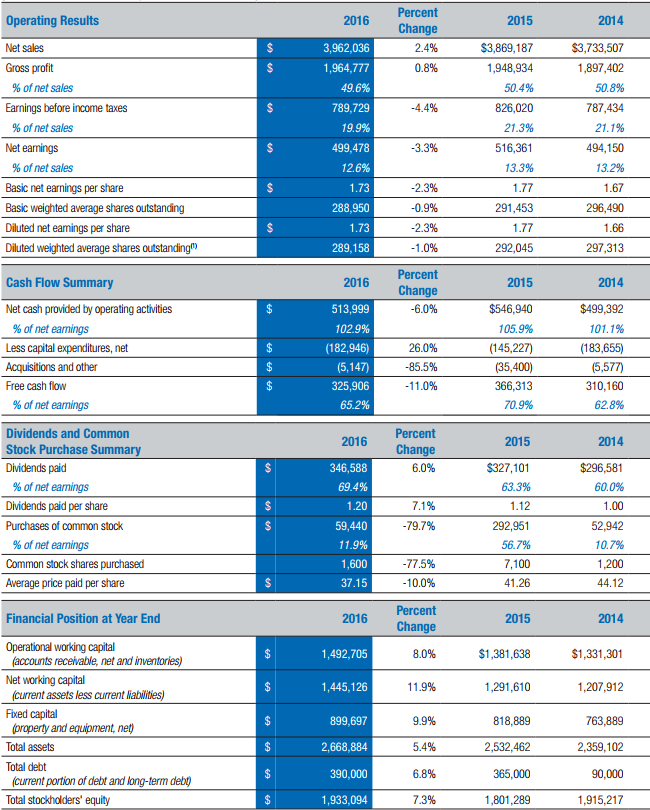 Operating Results 2016 Percent Change 2015 2014
Net sales $ 3,962,036 2.4% $3,869,187 $3,733,507
Gross profit $ 1,964,777 0.8% 1,948,934 1,897,402
% of net sales 49.6% 50.4% 50.8%
Earnings before income taxes $ 789,729 -4.4% 826,020 787,434
% of net sales 19.9% 21.3% 21.1%
Net earnings $ 499,478 -3.3% 516,361 494,150
% of net sales 12.6% 13.3% 13.2%
Basic net earnings per share $ 1.73 -2.3% 1.77 1.67
Basic weighted average shares outstanding 288,950 -0.9% 291,453 296,490
Diluted net earnings per share $ 1.73 -2.3% 1.77 1.66
Diluted weighted average shares outstanding(1) 289,158 -1.0% 292,045 297,313
Cash Flow Summary 2016 Percent Change 2015 2014
Net cash provided by operating activities $ 513,999 -6.0% $546,940 $499,392
% of net earnings 102.9% 105.9% 101.1%
Less capital expenditures, net $ (182,946) 26.0% (145,227) (183,655)
Acquisitions and other $ (5,147) -85.5% (35,400) (5,577)
Free cash flow $ 325,906 -11.0% 366,313 310,160
% of net earnings 65.2% 70.9% 62.8%
Dividends and Common
Stock Purchase Summary 2016 Percent Change 2015 2014
Dividends paid $ 346,588 6.0% $327,101 $296,581
% of net earnings 69.4% 63.3% 60.0%
Dividends paid per share $ 1.20 7.1% 1.12 1.00
Purchases of common stock $ 59,440 -79.7% 292,951 52,942
% of net earnings 11.9% 56.7% 10.7%
Common stock shares purchased 1,600 -77.5% 7,100 1,200
Average price paid per share $ 37.15 -10.0% 41.26 44.12
Financial Position at Year End 2016 Percent Change 2015 2014
Operational working capital $ 1,492,705 8.0% $1,381,638 $1,331,301
(accounts receivable, net and inventories)
Net working capital $ 1,445,126 11.9% 1,291,610 1,207,912
(current assets less current liabilities)
Fixed capital $ 899,697 9.9% 818,889 763,889
(property and equipment, net)
Total assets $ 2,668,884 5.4% 2,532,462 2,359,102
Total debt $ 390,000 6.8% 365,000 90,000
(current portion of debt and long-term debt)
Total stockholders' equity $ 1,933,094 7.3% 1,801,289 1,915,217